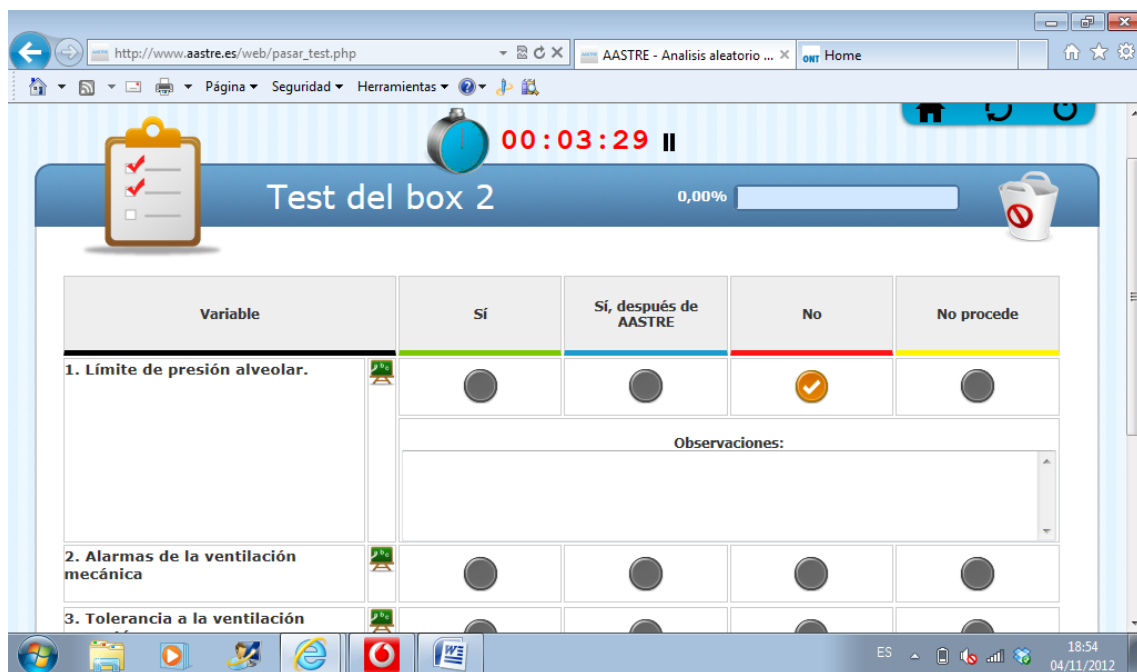 http://www.aastre.es/web/pasar_test.php
AASTRE - Analisis aleatorio ...
ONT Home
Página Seguridad Herramientas
00:03:29
Test del box 2
0,00%
Variable
Sí
Sí, después de
AASTRE
No
No procede
1. Límite de presión alveolar.
Observaciones:
2. Alarmas de la ventilación
mecánica
3. Tolerancia a la ventilación
ES
18:54
04/11/2012